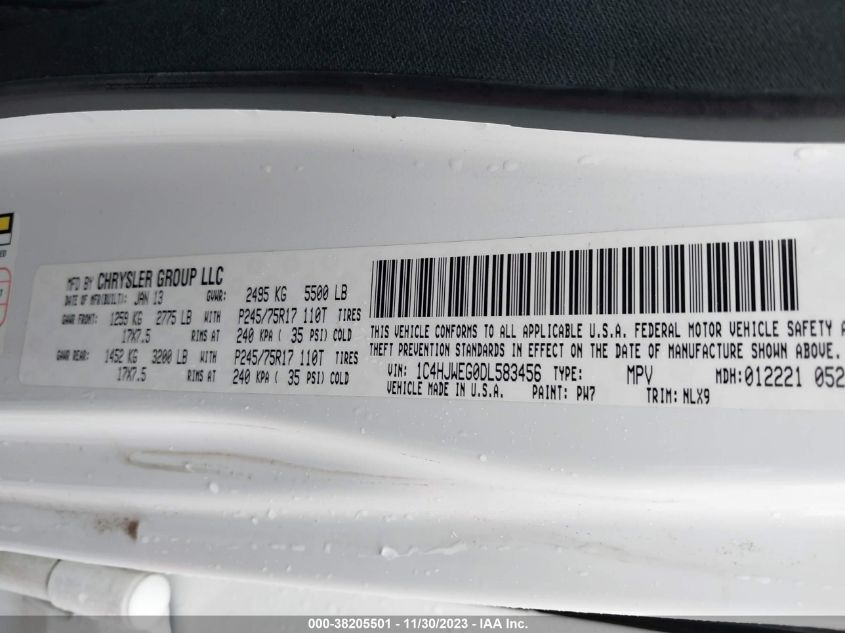 MFD BY CHRYSLER GROUP LLC
DATE OF MFR(BUILT): JAN 13 GVWR: 2495 KG 5500 LB
GAWR FRONT: 1259 KG 2775 LB WITH P245/75R17 110T TIRES
17X7.5 RIMS AT 240 KPA ( 35 PSI) COLD
GAWR REAR: 1452 KG 3200 LB WITH P245/75R17 110T TIRES
17X7.5 RIMS AT 240 KPA ( 35 PSI) COLD
THIS VEHICLE CONFORMS TO ALL APPLICABLE U.S.A. FEDERAL MOTOR VEHICLE SAFETY A
THEFT PREVENTION STANDARDS IN EFFECT ON THE DATE OF MANUFACTURE SHOWN ABOVE.
VIN: 1C4HJWEG0DL583456 TYPE: MPV MDH: 012221 052
VEHICLE MADE IN U.S.A. PAINT: PW7 TRIM: NLX9
000-38205501 - 11/30/2023 - IAA Inc.